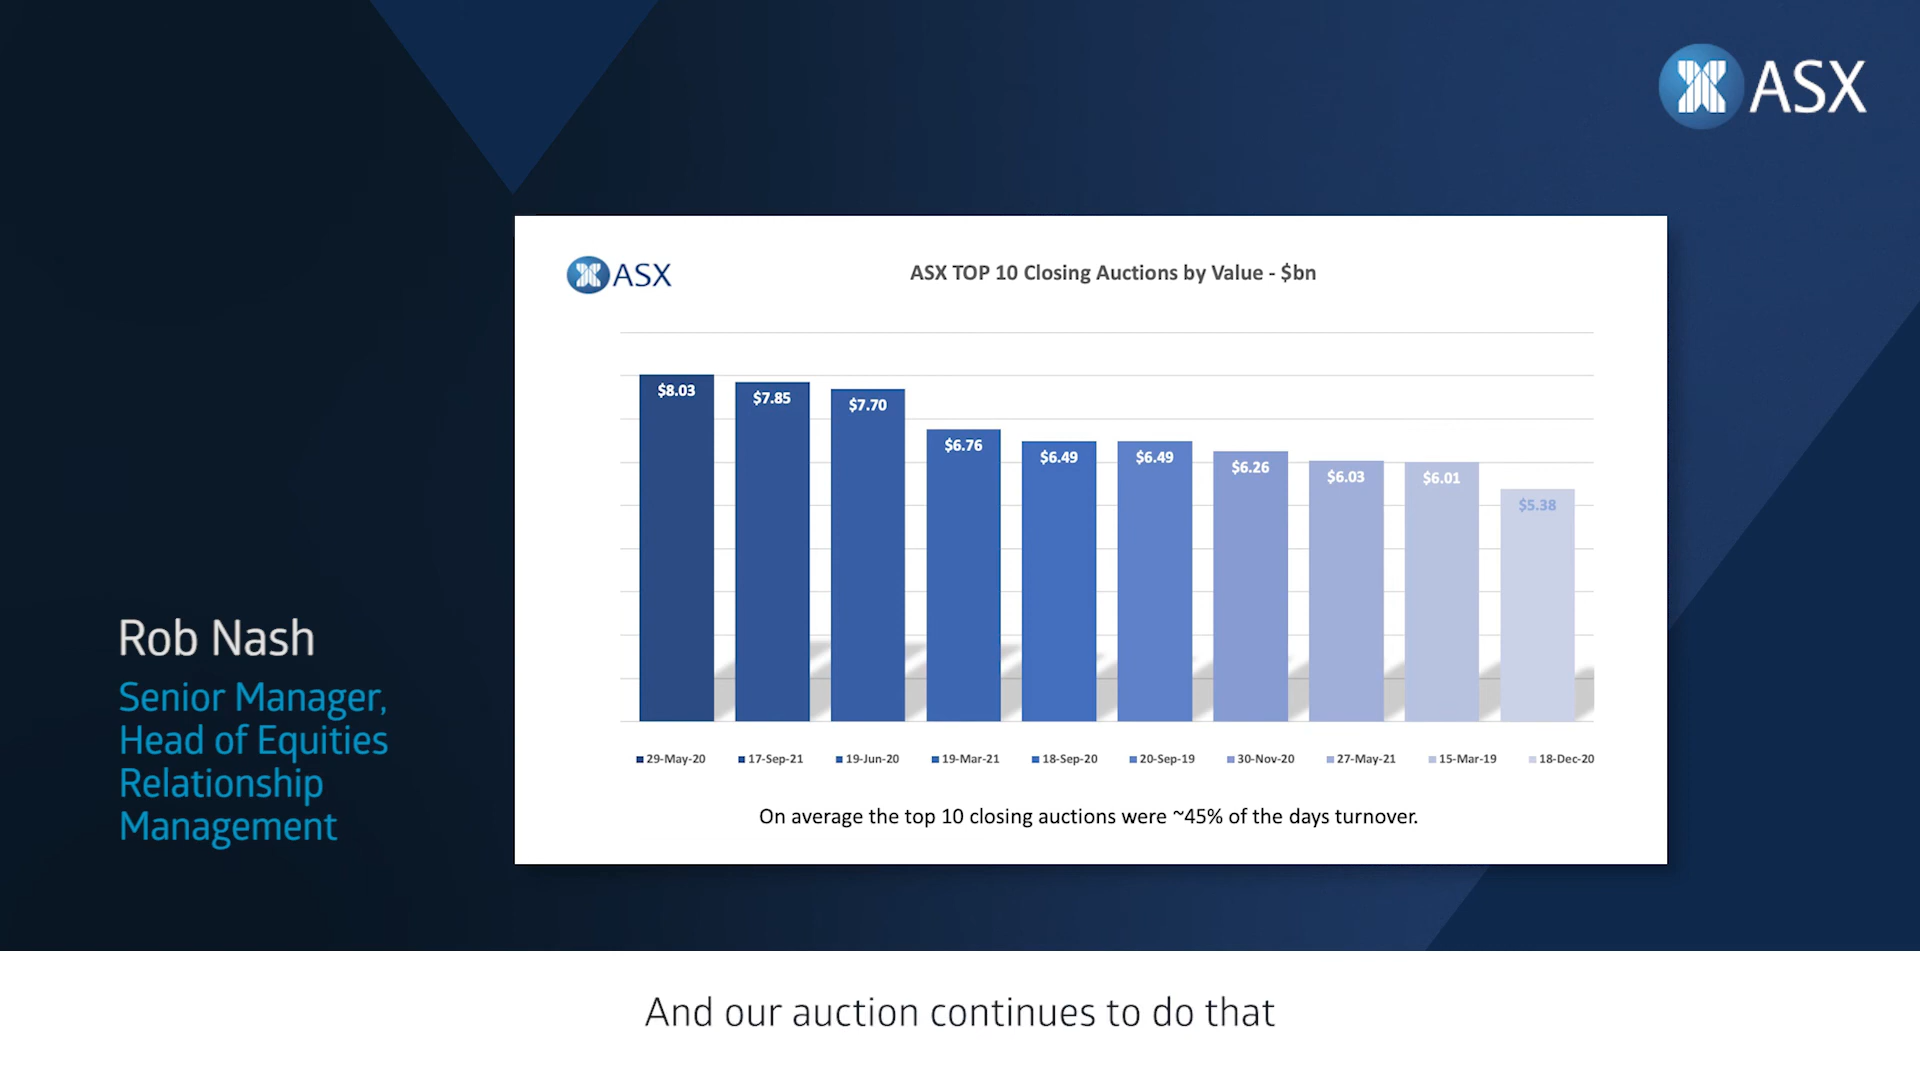 ASX
ASX
ASX TOP 10 Closing Auctions by Value - $bn
$8.03
$7.85
$7.70
$6.76
$6.49
$6.49
$6.26
$6.03
$6.01
$5.38
29-May-20
17-Sep-21
19-Jun-20
19-Mar-21
18-Sep-20
20-Sep-19
30-Nov-20
27-May-21
15-Mar-19
18-Dec-20
On average the top 10 closing auctions were ~45% of the days turnover.
Rob Nash
Senior Manager,
Head of Equities
Relationship
Management
And our auction continues to do that